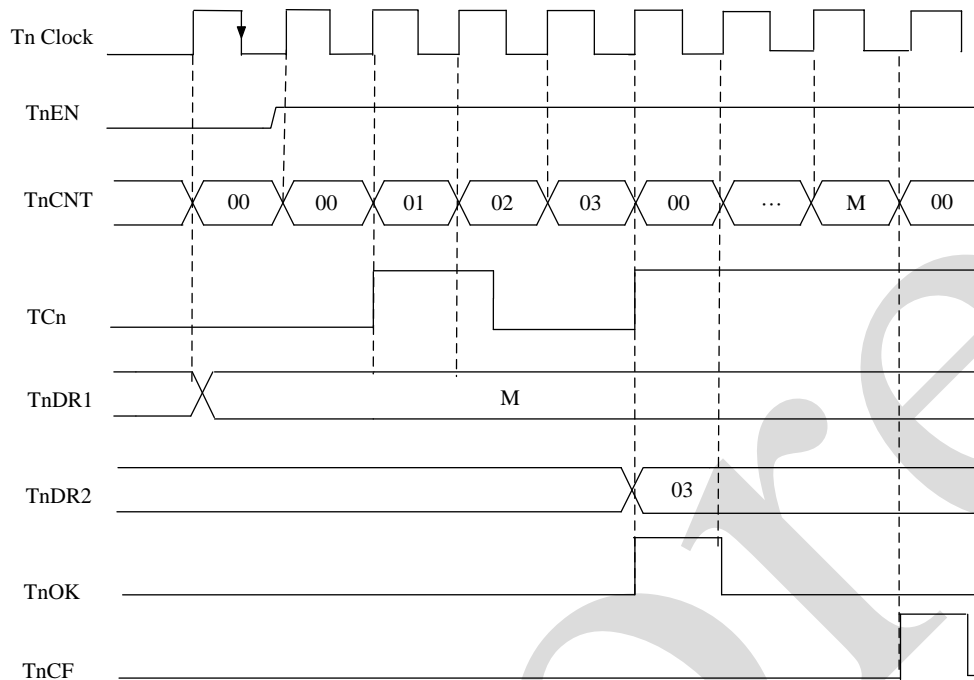 Tn Clock
TnEN
TnCNT 00 00 01 02 03 00 ... M 00
TCn
TnDR1 M
TnDR2 03
TnOK
TnCF